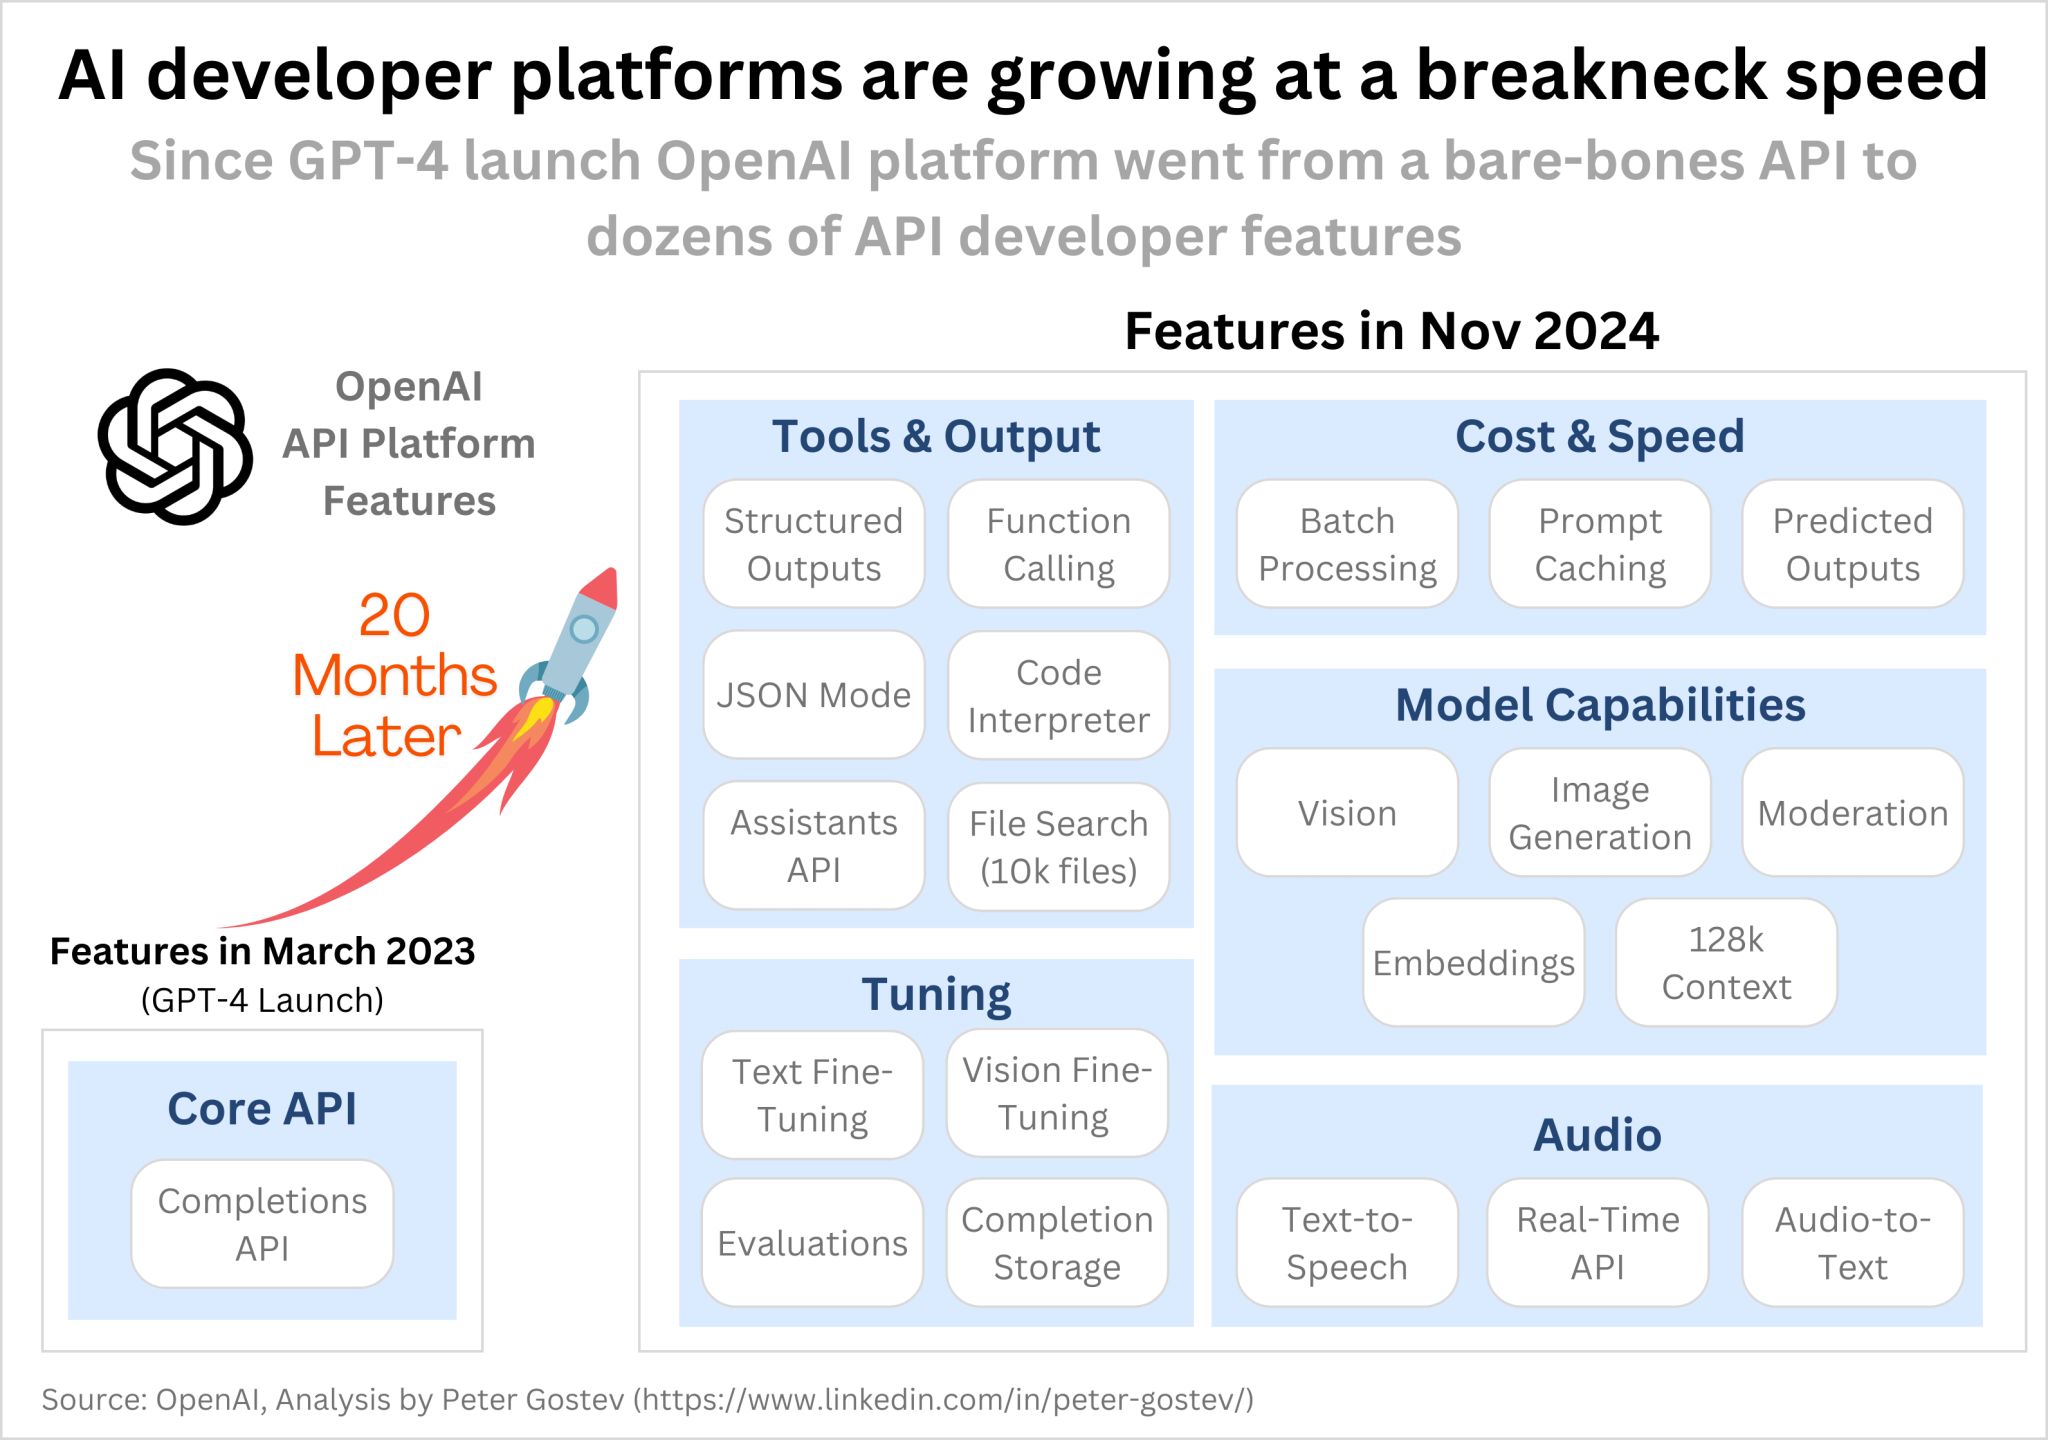 AI developer platforms are growing at a breakneck speed
Since GPT-4 launch OpenAI platform went from a bare-bones API to
dozens of API developer features
OpenAI
API Platform
Features
20
Months
Later
Features in March 2023
(GPT-4 Launch)
Core API
Completions
API
Features in Nov 2024
Tools & Output
Structured
Outputs
Function
Calling
JSON Mode
Code
Interpreter
Assistants
API
File Search
(10k files)
Cost & Speed
Batch
Processing
Prompt
Caching
Predicted
Outputs
Model Capabilities
Vision
Image
Generation
Moderation
Embeddings
128k
Context
Tuning
Text Fine-
Tuning
Vision Fine-
Tuning
Evaluations
Completion
Storage
Audio
Text-to-
Speech
Real-Time
API
Audio-to-
Text
Source: OpenAI, Analysis by Peter Gostev (https://www.linkedin.com/in/peter-gostev/)